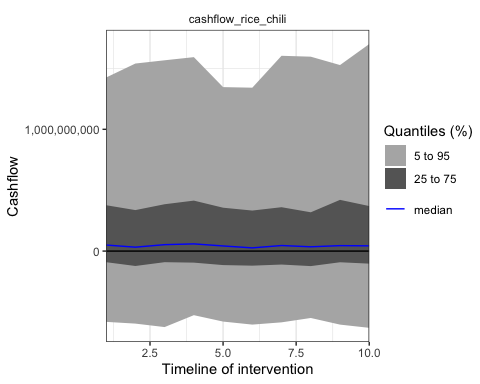 cashflow_rice_chili
Cashflow
1,000,000,000
0
2.5 5.0 7.5 10.0
Timeline of intervention
Quantiles (%)
5 to 95
25 to 75
median